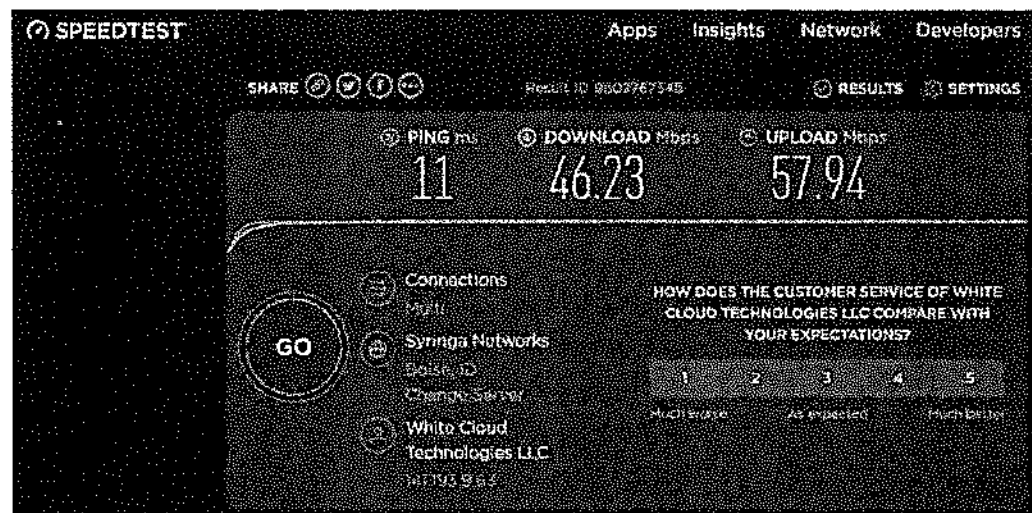 SPEEDTEST
Apps Insights Network Developers
SHARE
Result ID
RESULTS SETTINGS
PING ms DOWNLOAD Mbps UPLOAD Mbps
11 46.23 57.94
Connections
Multi
Syringa Networks
Boise, ID
Change Server
White Cloud
Technologies LLC
GO
HOW DOES THE CUSTOMER SERVICE OF WHITE
CLOUD TECHNOLOGIES LLC COMPARE WITH
YOUR EXPECTATIONS?
1 2 3 4 5
Much worse As expected Much better